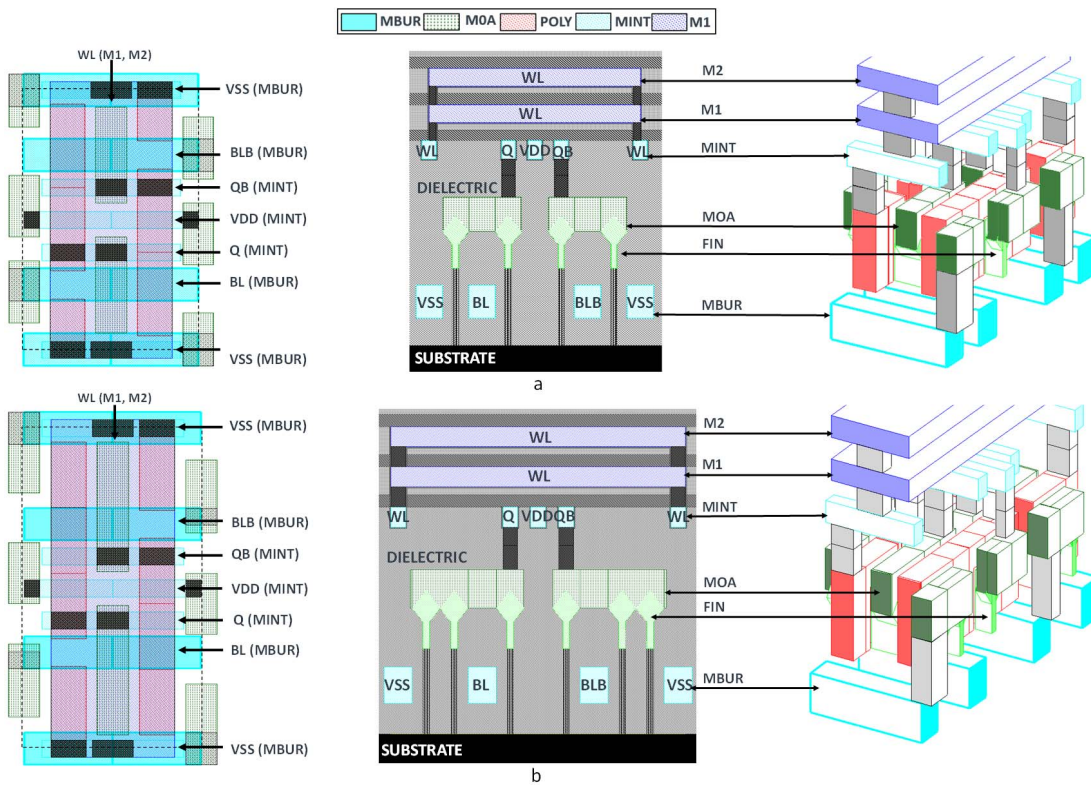 MBUR M0A POLY MINT M1
WL (M1, M2)
VSS (MBUR)
BLB (MBUR)
QB (MINT)
VDD (MINT)
Q (MINT)
BL (MBUR)
VSS (MBUR)
WL
WL
WL Q VDD QB WL
DIELECTRIC
VSS BL BLB VSS
SUBSTRATE
M2
M1
MINT
MOA
FIN
MBUR
a
WL (M1, M2)
VSS (MBUR)
BLB (MBUR)
QB (MINT)
VDD (MINT)
Q (MINT)
BL (MBUR)
VSS (MBUR)
WL
WL
WL Q VDD QB WL
DIELECTRIC
VSS BL BLB VSS
SUBSTRATE
M2
M1
MINT
MOA
FIN
MBUR
b